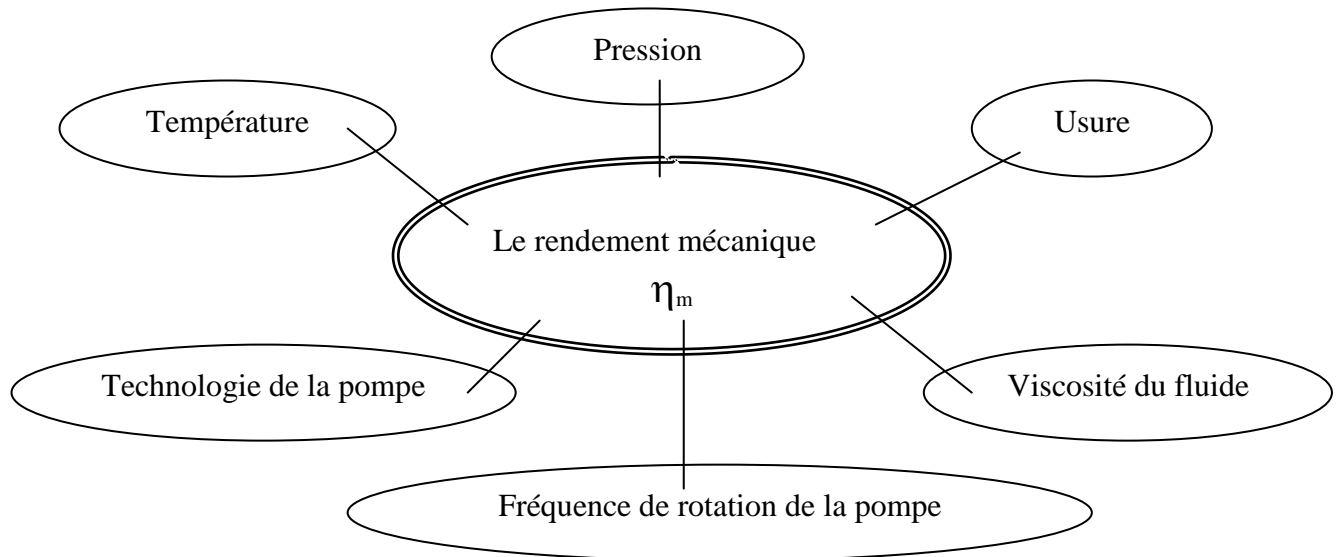 Pression
Température
Usure
Le rendement mécanique
ηm
Technologie de la pompe
Viscosité du fluide
Fréquence de rotation de la pompe